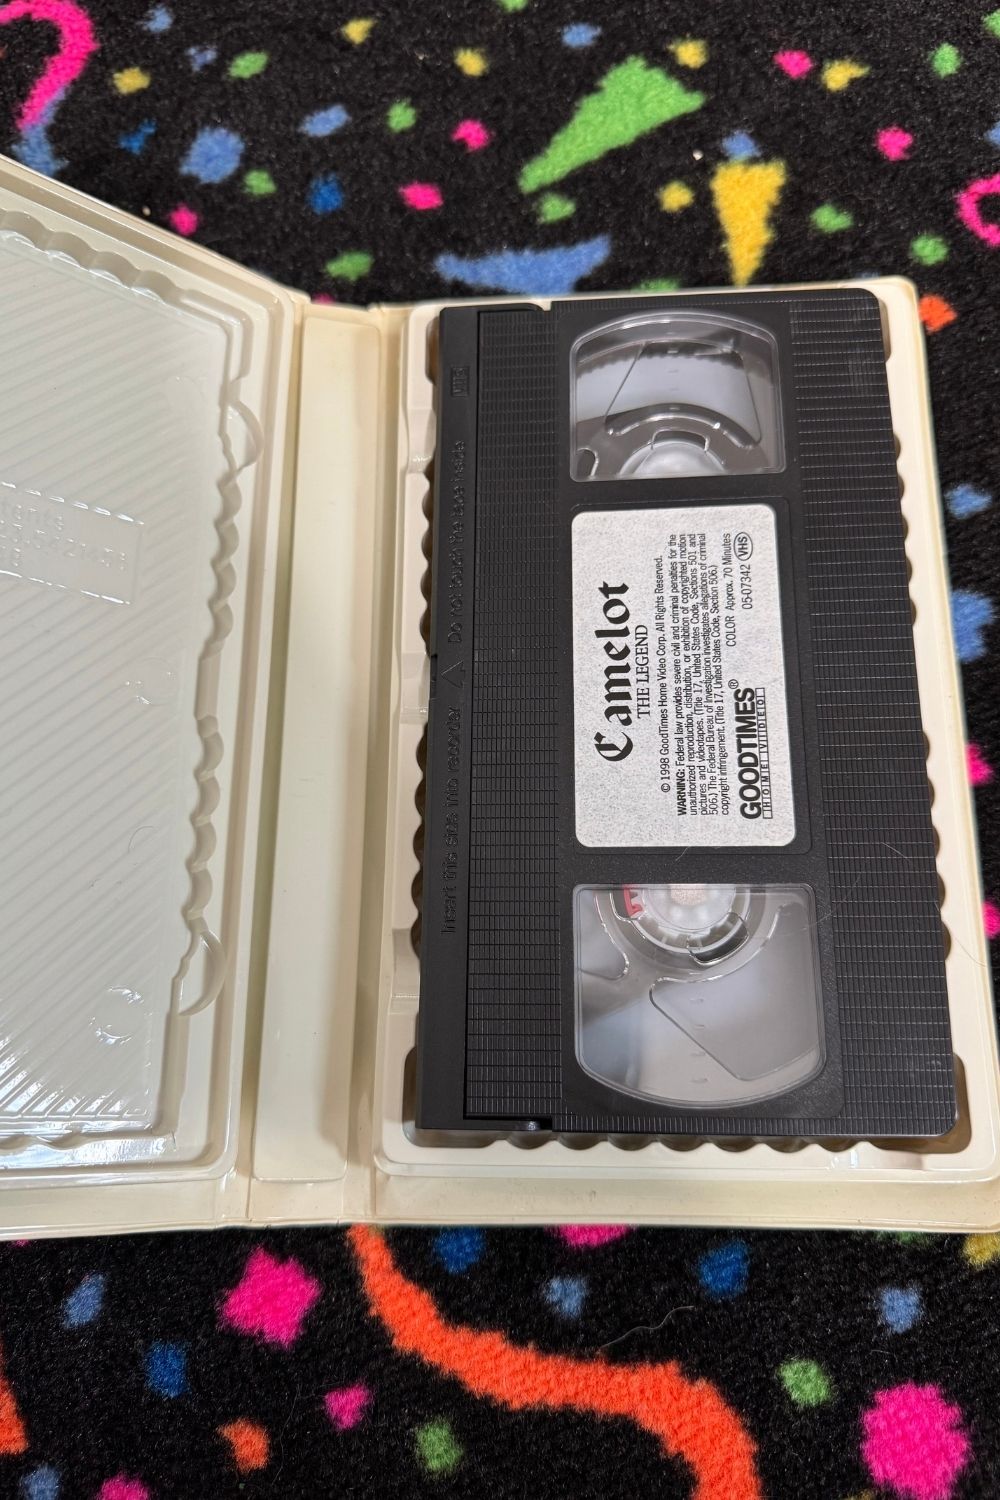 Camelot
THE LEGEND
© 1998 GoodTimes Home Video Corp. All Rights Reserved.
WARNING: Federal law provides severe civil and criminal penalties for the
unauthorized reproduction, distribution, or exhibition of copyrighted motion
pictures and videotapes. (Title 17, United States Code, Sections 501 and
506.) The Federal Bureau of Investigation investigates allegations of criminal
copyright infringement. (Title 17, United States Code, Section 506.)
GOODTIMES®
HOME VIDEO
COLOR Approx. 70 Minutes
05-07342 VHS
Insert this side into recorder
Do not touch the tape inside
VHS